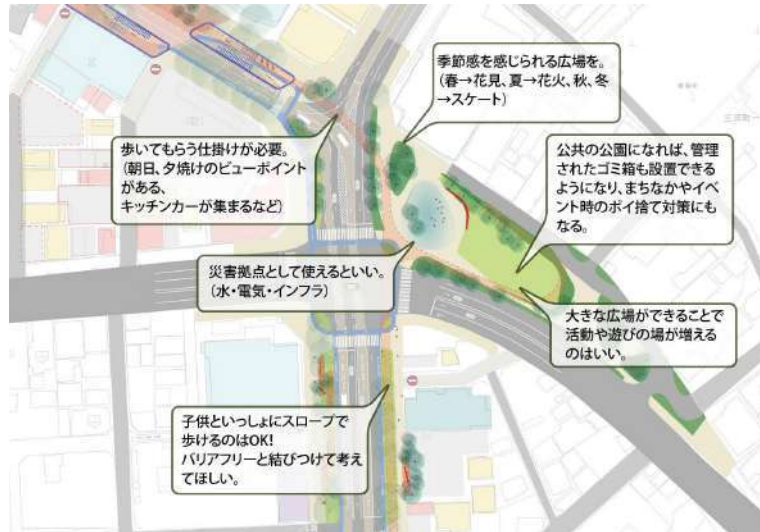 季節感を感じられる広場を。
（春→花見、夏→花火、秋、冬
→スケート）
歩いてもらう仕掛けが必要。
（朝日、夕焼けのビューポイント
がある、
キッチンカーが集まるなど）
公共の公園になれば、管理
されたゴミ箱も設置できる
ようになり、まちなかやイベ
ント時のポイ捨て対策にも
なる。
災害拠点として使えるといい。
（水・電気・インフラ）
大きな広場ができることで
活動や遊びの場が増える
のはいい。
子供といっしょにスロープで
歩けるのはOK！
バリアフリーと結びつけて考え
てほしい。